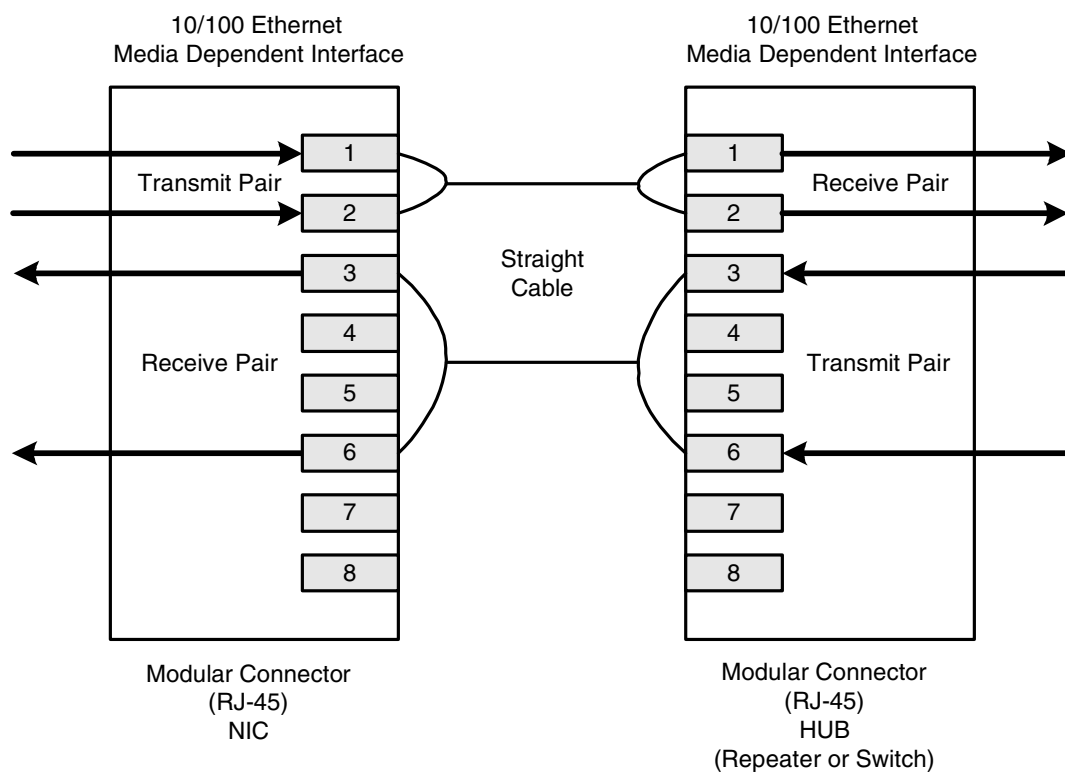 10/100 Ethernet
Media Dependent Interface
10/100 Ethernet
Media Dependent Interface
1
Transmit Pair
2
3
4
Receive Pair
5
6
7
8
Straight
Cable
1
Receive Pair
2
3
4
Transmit Pair
5
6
7
8
Modular Connector
(RJ-45)
NIC
Modular Connector
(RJ-45)
HUB
(Repeater or Switch)